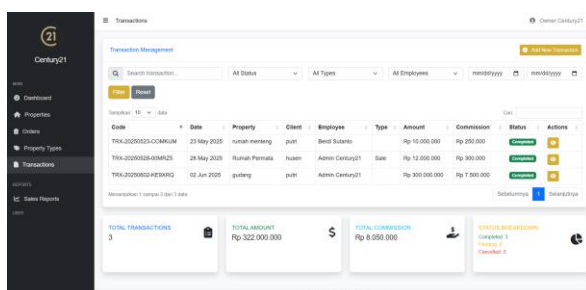 21
Century21
MENU
Dashboard
Properties
Orders
Property Types
Transactions
REPORTS
Sales Reports
USER
Transactions
Owner Century21
Transaction Management
Add New Transaction
Search transaction...
All Status
All Types
All Employees
mm/dd/yyyy
mm/dd/yyyy
Filter
Reset
Tampilkan 10 data
Cari:
Code Date Property Client Employee Type Amount Commission Status Actions
TRX-20250523-COMKUM 23 May 2025 rumah menteng putri Berdi Sutanto Rp 10.000.000 Rp 250.000 Completed
TRX-20250528-00MRZ5 28 May 2025 Rumah Permata husen Admin Century21 Sale Rp 12.000.000 Rp 300.000 Completed
TRX-20250602-KE9XRG 02 Jun 2025 gudang putri Admin Century21 Rp 300.000.000 Rp 7.500.000 Completed
Menampilkan 1 sampai 3 dari 3 data
Sebelumnya 1 Selanjutnya
TOTAL TRANSACTIONS
3
TOTAL AMOUNT
Rp 322.000.000
TOTAL COMMISSION
Rp 8.050.000
STATUS BREAKDOWN
Completed: 3